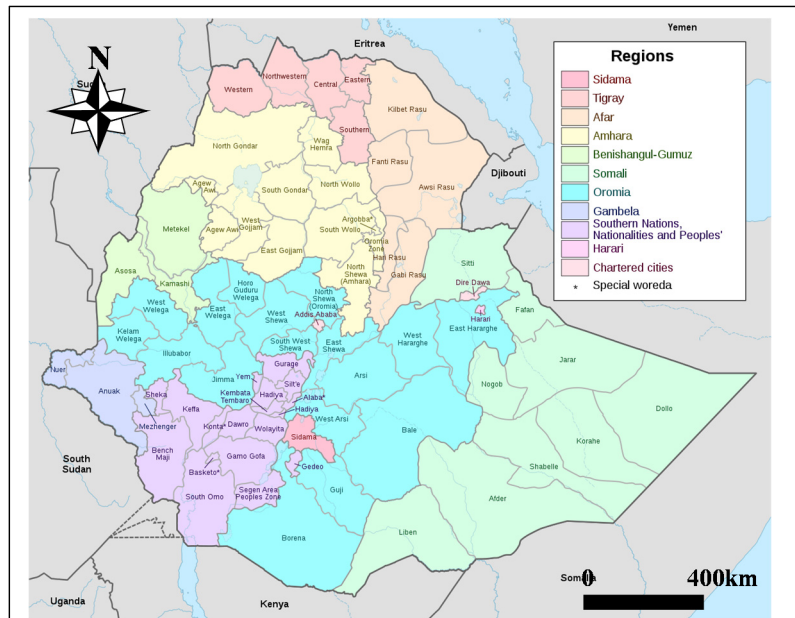 Yemen
Eritrea
N
Sud
Regions
Sidama
Tigray
Afar
Amhara
Benishangul-Gumuz
Somali
Oromia
Gambela
Southern Nations,
Nationalities and Peoples'
Harari
Chartered cities
* Special woreda
Western
Northwestern
Central
Eastern
Southern
Kilbet Rasu
North Gondar
Wag
Hemra
Fanti Rasu
Awsi Rasu
Djibouti
Agew
Awi
South Gondar
North Wollo
Metekel
Agew Awi
West
Gojjam
South Wollo
Argobba*
Oromia
Zone
Hari Rasu
East Gojjam
North
Shewa
(Amhara)
Gabi Rasu
Sitti
Asosa
Kamashi
Dire Dawa
Horo
Guduru
Welega
North
Shewa
(Oromia)
Addis Ababa
Harari
Fafan
West
Welega
East
Welega
West
Shewa
East Hararghe
Kelam
Welega
South West
Shewa
East
Shewa
West
Hararghe
Illubabor
Jarar
Nuer
Anuak
Jimma
Yem
Gurage
Silt'e
Hadiya
Arsi
Nogob
Sheka
Keffa
Kembata
Tembaro
Alaba*
Hadiya
Dollo
Mezhenger
Konta*
Dawro
Wolayita
West Arsi
Sidama
Bale
Korahe
South
Sudan
Bench
Maji
Gamo Gofa
Gedeo
Shabelle
Basketo*
South Omo
Segen Area
Peoples Zone
Guji
Afder
Borena
Liben
Somalia
0
400km
Uganda
Kenya